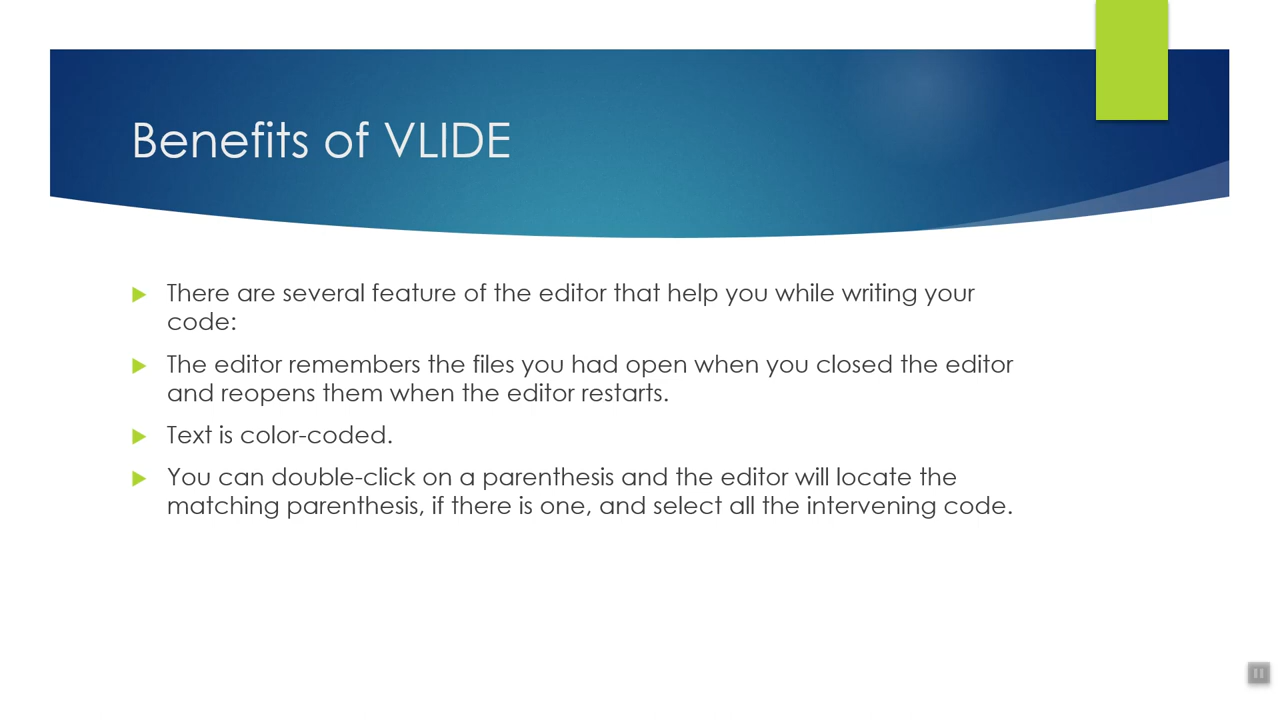 Benefits of VLIDE
There are several feature of the editor that help you while writing your
code:
The editor remembers the files you had open when you closed the editor
and reopens them when the editor restarts.
Text is color-coded.
You can double-click on a parenthesis and the editor will locate the
matching parenthesis, if there is one, and select all the intervening code.